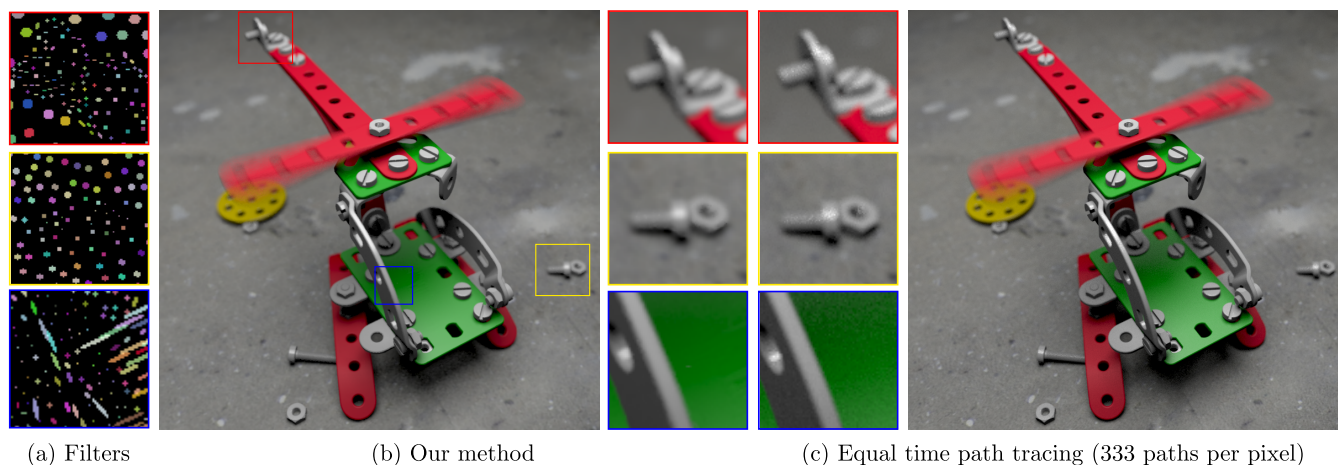 (a) Filters
(b) Our method
(c) Equal time path tracing (333 paths per pixel)